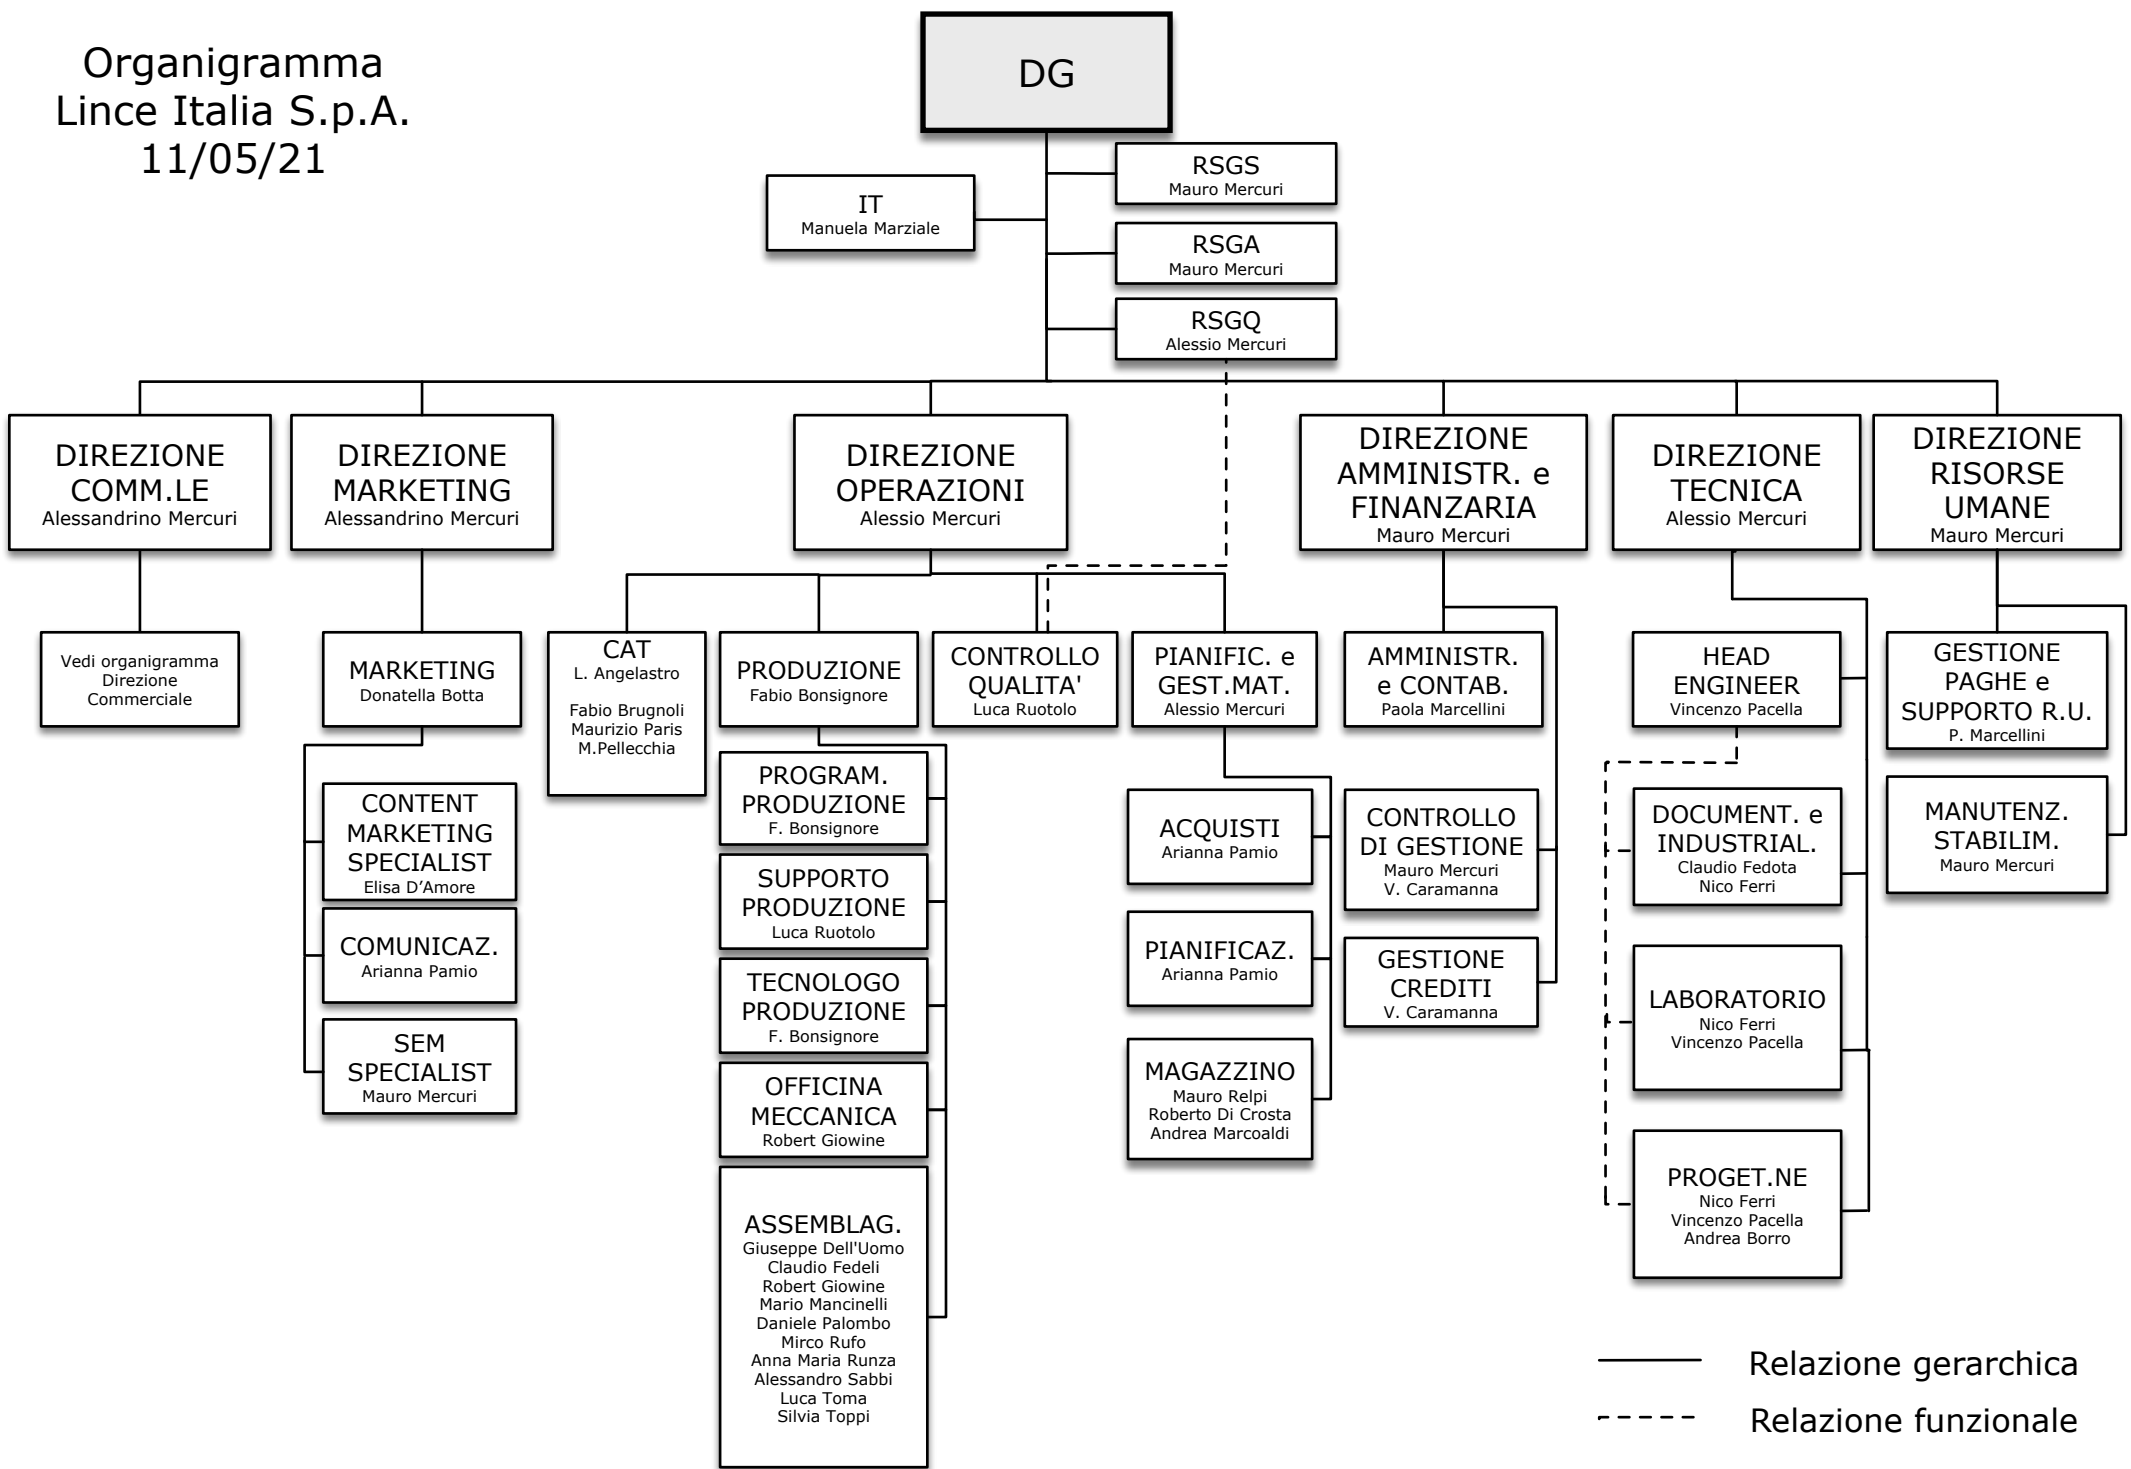 Organigramma
Lince Italia S.p.A.
11/05/21
DG
RSGS
Mauro Mercuri
IT
Manuela Marziale
RSGA
Mauro Mercuri
RSGQ
Alessio Mercuri
DIREZIONE
COMM.LE
Alessandrino Mercuri
DIREZIONE
MARKETING
Alessandrino Mercuri
DIREZIONE
OPERAZIONI
Alessio Mercuri
DIREZIONE
AMMINISTR. e
FINANZARIA
Mauro Mercuri
DIREZIONE
TECNICA
Alessio Mercuri
DIREZIONE
RISORSE
UMANE
Mauro Mercuri
Vedi organigramma
Direzione
Commerciale
MARKETING
Donatella Botta
CONTENT
MARKETING
SPECIALIST
Elisa D’Amore
COMUNICAZ.
Arianna Pamio
SEM
SPECIALIST
Mauro Mercuri
CAT
L. Angelastro
Fabio Brugnoli
Maurizio Paris
M.Pellecchia
PRODUZIONE
Fabio Bonsignore
PROGRAM.
PRODUZIONE
F. Bonsignore
SUPPORTO
PRODUZIONE
Luca Ruotolo
TECNOLOGO
PRODUZIONE
F. Bonsignore
OFFICINA
MECCANICA
Robert Giowine
ASSEMBLAG.
Giuseppe Dell'Uomo
Claudio Fedeli
Robert Giowine
Mario Mancinelli
Daniele Palombo
Mirco Rufo
Anna Maria Runza
Alessandro Sabbi
Luca Toma
Silvia Toppi
CONTROLLO
QUALITA'
Luca Ruotolo
PIANIFIC. e
GEST.MAT.
Alessio Mercuri
ACQUISTI
Arianna Pamio
PIANIFICAZ.
Arianna Pamio
MAGAZZINO
Mauro Relpi
Roberto Di Crosta
Andrea Marcoaldi
AMMINISTR.
e CONTAB.
Paola Marcellini
CONTROLLO
DI GESTIONE
Mauro Mercuri
V. Caramanna
GESTIONE
CREDITI
V. Caramanna
HEAD
ENGINEER
Vincenzo Pacella
DOCUMENT. e
INDUSTRIAL.
Claudio Fedota
Nico Ferri
LABORATORIO
Nico Ferri
Vincenzo Pacella
PROGET.NE
Nico Ferri
Vincenzo Pacella
Andrea Borro
GESTIONE
PAGHE e
SUPPORTO R.U.
P. Marcellini
MANUTENZ.
STABILIM.
Mauro Mercuri
Relazione gerarchica
Relazione funzionale